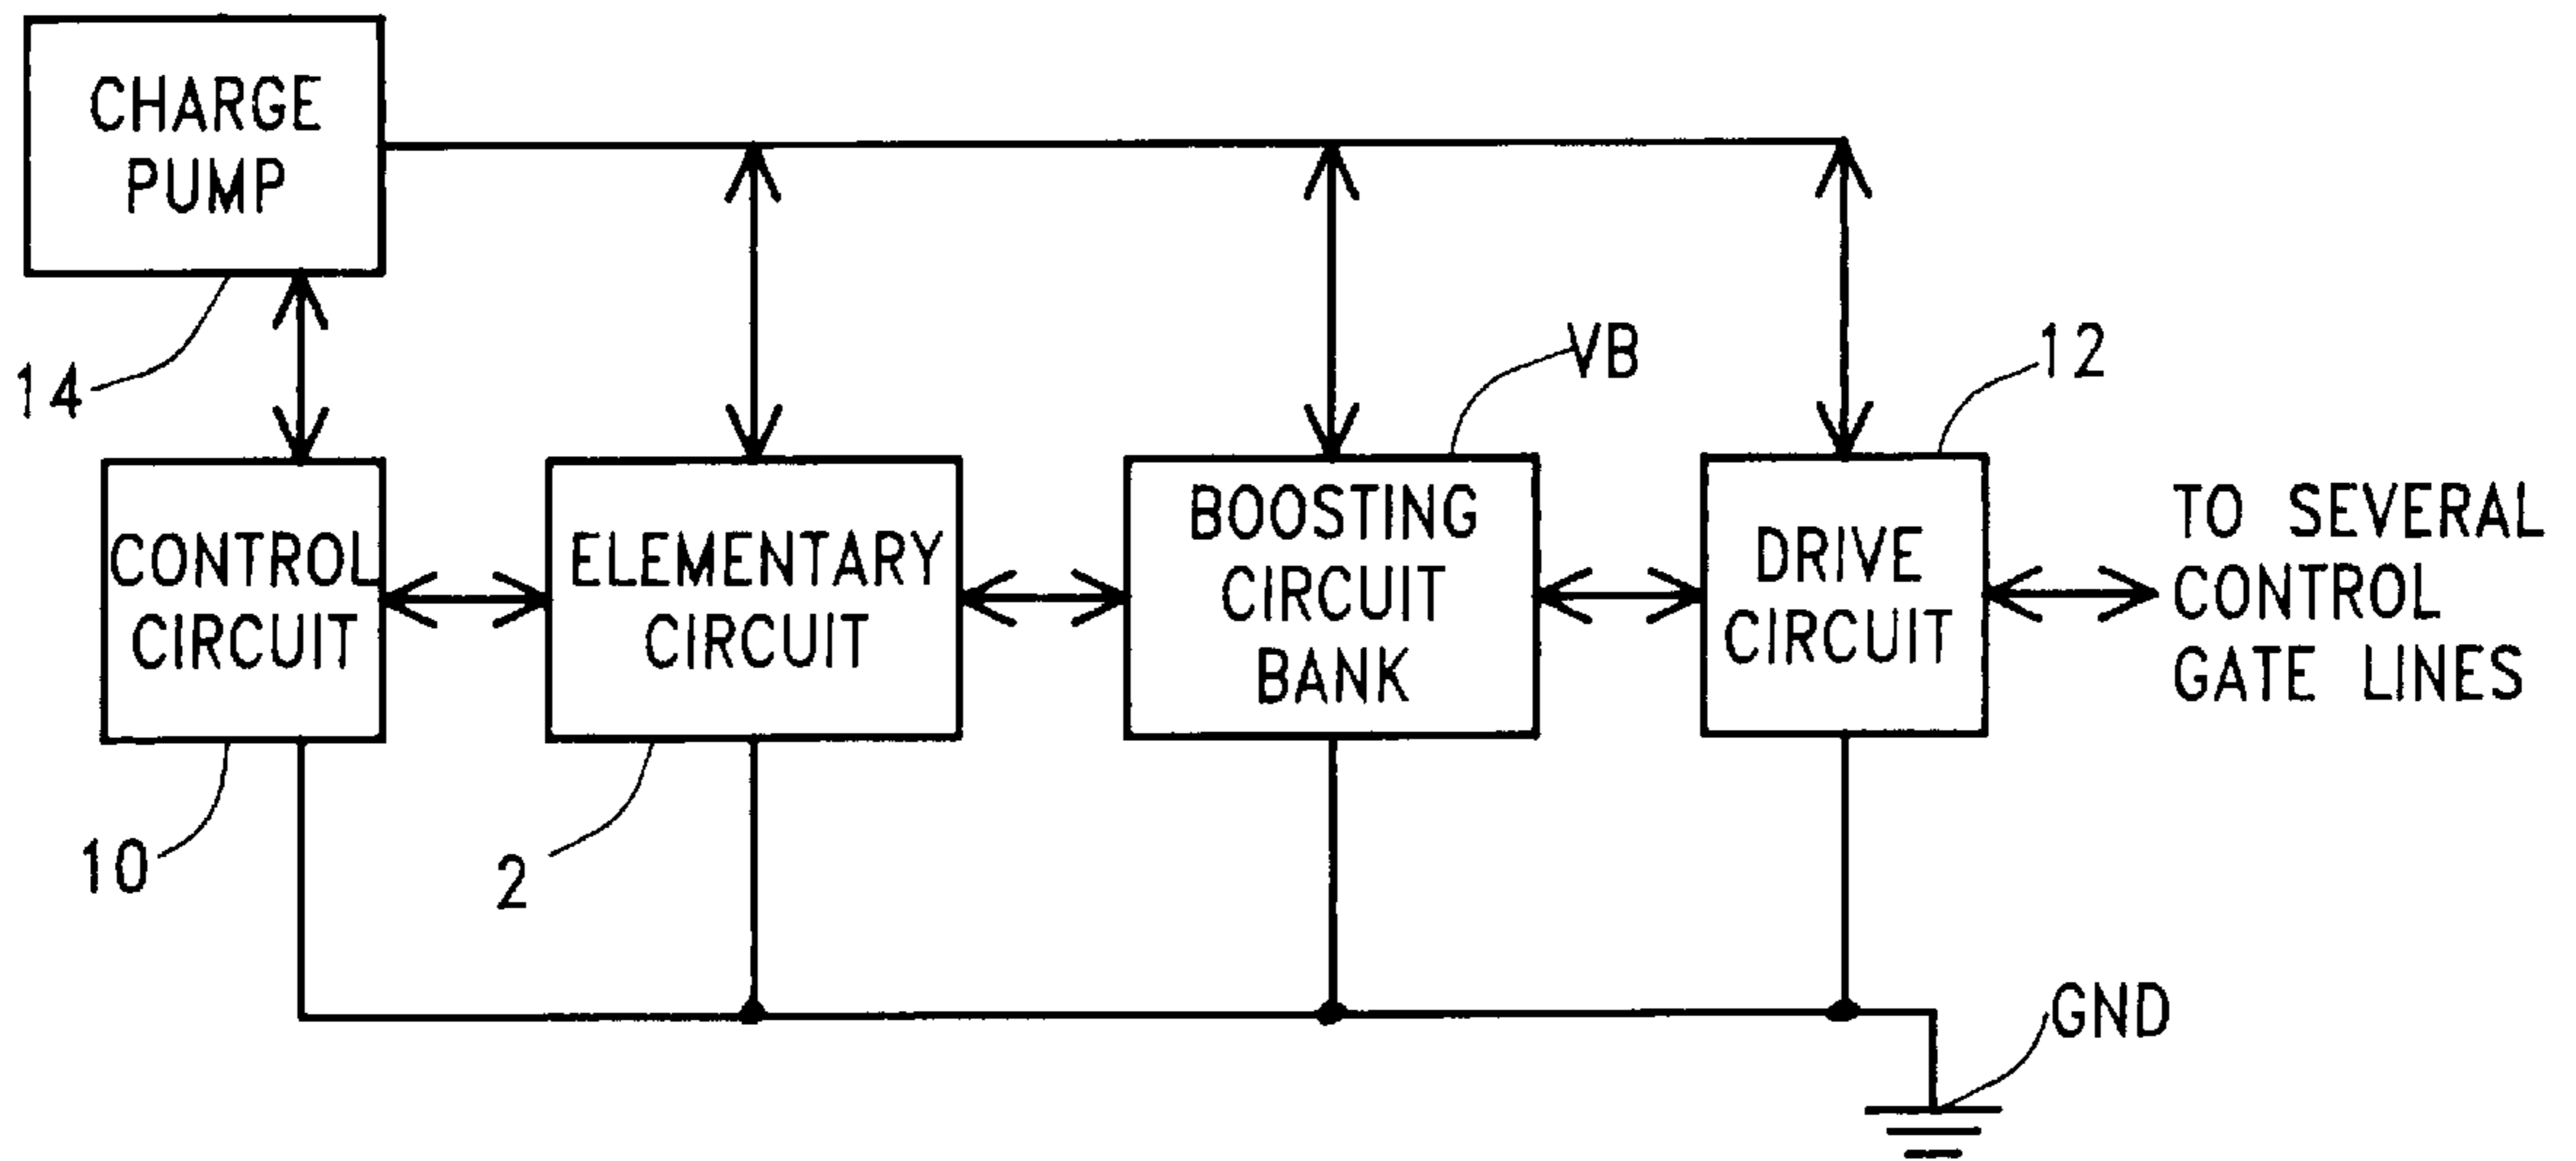 CHARGE
PUMP
14
VB
12
CONTROL
CIRCUIT
ELEMENTARY
CIRCUIT
BOOSTING
CIRCUIT
BANK
DRIVE
CIRCUIT
TO SEVERAL
CONTROL
GATE LINES
10
2
GND